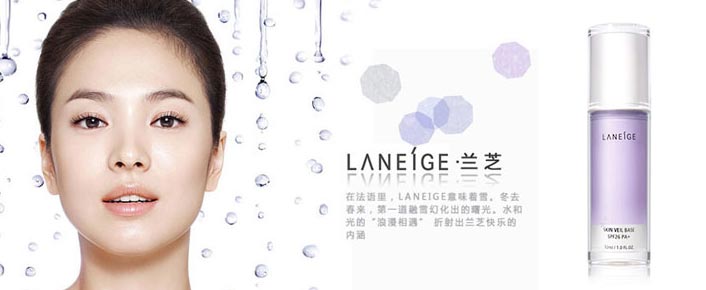 LANEÍGE·兰芝
在法语里，LANEIGE意味着雪。冬去
春来，第一道融雪幻化出的曙光。水和
光的“浪漫相遇” 折射出兰芝快乐的
内涵
LANEÍGE
SKIN VEIL BASE
SPF26 PA+